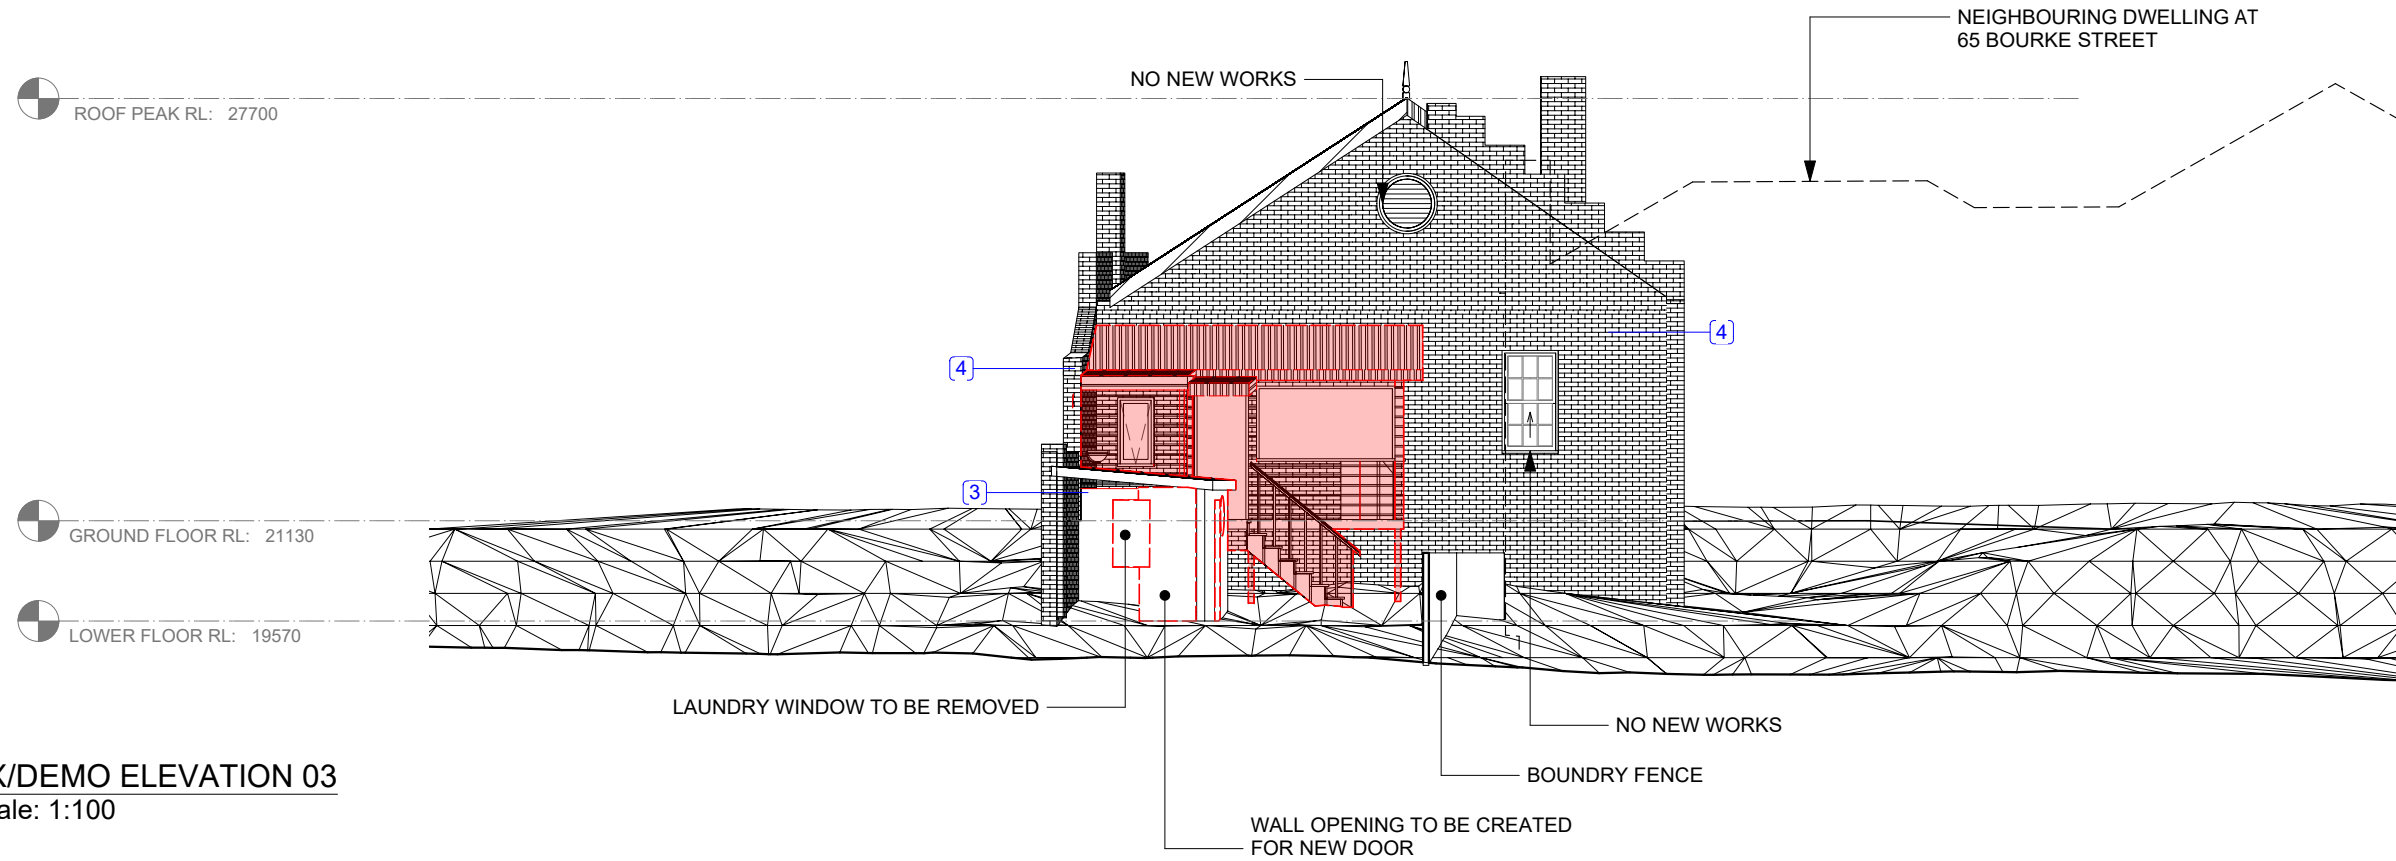 NEIGHBOURING DWELLING AT
65 BOURKE STREET
NO NEW WORKS
ROOF PEAK RL: 27700
4
4
3
GROUND FLOOR RL: 21130
LOWER FLOOR RL: 19570
LAUNDRY WINDOW TO BE REMOVED
NO NEW WORKS
BOUNDRY FENCE
X/DEMO ELEVATION 03
ale: 1:100
WALL OPENING TO BE CREATED
FOR NEW DOOR